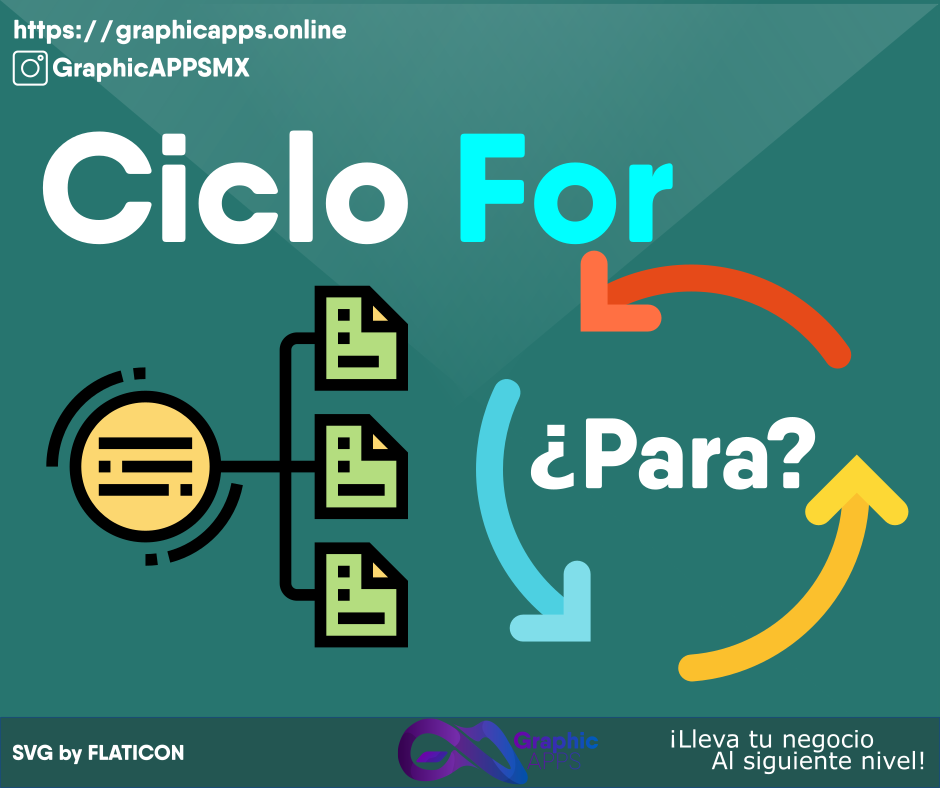 https://graphicapps.online
GraphicAPPSMX
Ciclo For
¿Para?
SVG by FLATICON
Graphic
APPS
¡Lleva tu negocio
Al siguiente nivel!